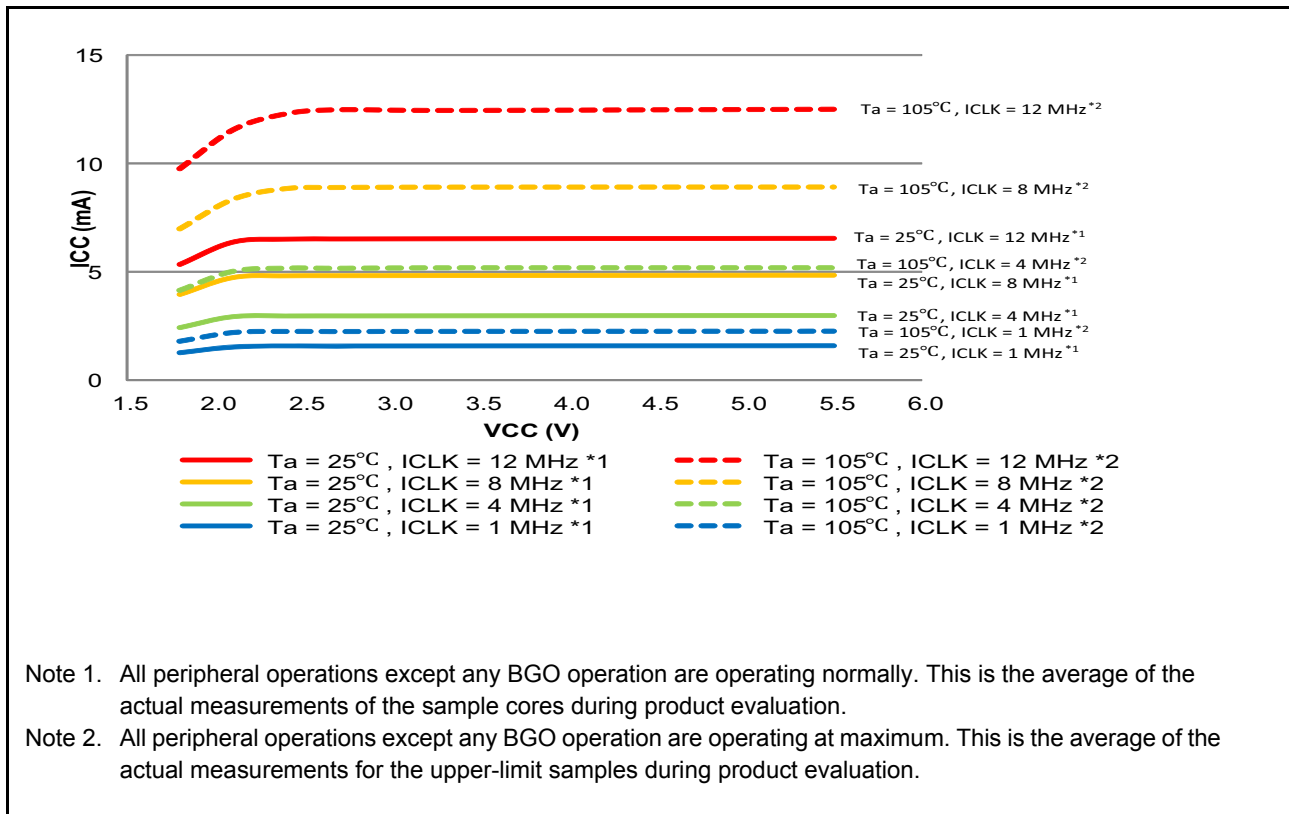 15
10
5
0
ICC (mA)
1.5 2.0 2.5 3.0 3.5 4.0 4.5 5.0 5.5 6.0
VCC (V)
Ta = 105℃ , ICLK = 12 MHz *2
Ta = 105℃ , ICLK = 8 MHz *2
Ta = 25℃ , ICLK = 12 MHz *1
Ta = 105℃ , ICLK = 4 MHz *2
Ta = 25℃ , ICLK = 8 MHz *1
Ta = 25℃ , ICLK = 4 MHz *1
Ta = 105℃ , ICLK = 1 MHz *2
Ta = 25℃ , ICLK = 1 MHz *1
Ta = 25℃ , ICLK = 12 MHz *1 Ta = 105℃ , ICLK = 12 MHz *2
Ta = 25℃ , ICLK = 8 MHz *1 Ta = 105℃ , ICLK = 8 MHz *2
Ta = 25℃ , ICLK = 4 MHz *1 Ta = 105℃ , ICLK = 4 MHz *2
Ta = 25℃ , ICLK = 1 MHz *1 Ta = 105℃ , ICLK = 1 MHz *2
Note 1. All peripheral operations except any BGO operation are operating normally. This is the average of the
actual measurements of the sample cores during product evaluation.
Note 2. All peripheral operations except any BGO operation are operating at maximum. This is the average of the
actual measurements for the upper-limit samples during product evaluation.